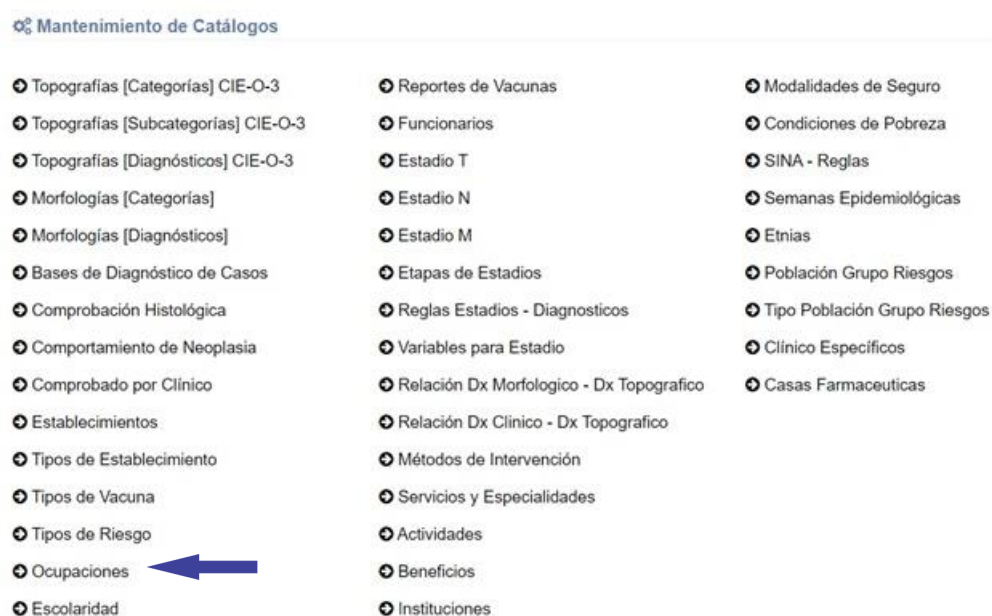 Mantenimiento de Catálogos
Topografías [Categorías] CIE-O-3
Topografías [Subcategorías] CIE-O-3
Topografías [Diagnósticos] CIE-O-3
Morfologías [Categorías]
Morfologías [Diagnósticos]
Bases de Diagnóstico de Casos
Comprobación Histológica
Comportamiento de Neoplasia
Comprobado por Clínico
Establecimientos
Tipos de Establecimiento
Tipos de Vacuna
Tipos de Riesgo
Ocupaciones
Escolaridad
Reportes de Vacunas
Funcionarios
Estadio T
Estadio N
Estadio M
Etapas de Estadios
Reglas Estadios - Diagnosticos
Variables para Estadio
Relación Dx Morfologico - Dx Topografico
Relación Dx Clinico - Dx Topografico
Métodos de Intervención
Servicios y Especialidades
Actividades
Beneficios
Instituciones
Modalidades de Seguro
Condiciones de Pobreza
SINA - Reglas
Semanas Epidemiológicas
Etnias
Población Grupo Riesgos
Tipo Población Grupo Riesgos
Clínico Específicos
Casas Farmaceuticas